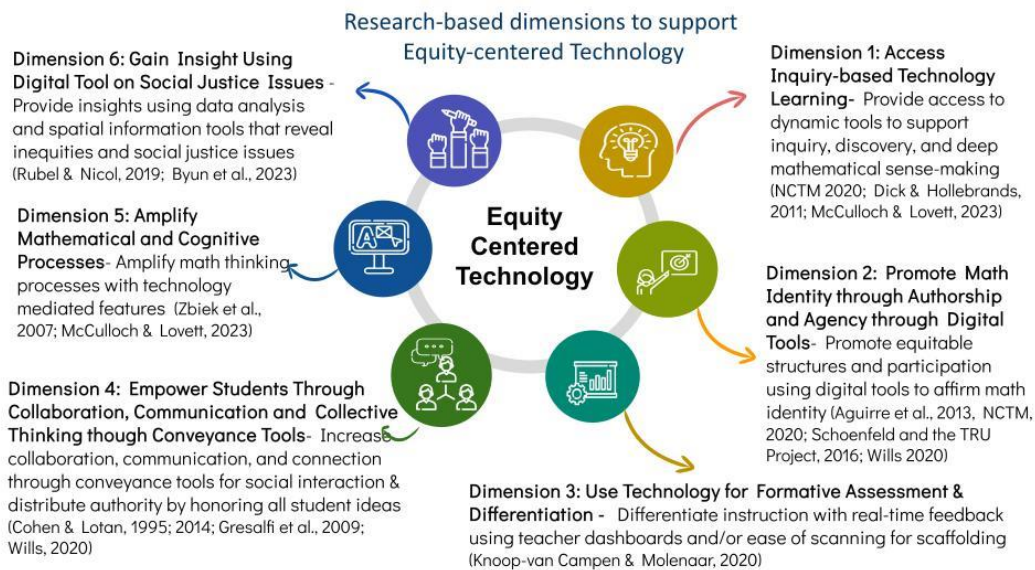 Research-based dimensions to support
Equity-centered Technology
Dimension 1: Access
Inquiry-based Technology
Learning- Provide access to
dynamic tools to support
inquiry, discovery, and deep
mathematical sense-making
(NCTM 2020; Dick & Hollebrands,
2011; McCulloch & Lovett, 2023)
Dimension 2: Promote Math
Identity through Authorship
and Agency through Digital
Tools- Promote equitable
structures and participation
using digital tools to affirm math
identity (Aguirre et al., 2013, NCTM,
2020; Schoenfeld and the TRU
Project, 2016; Wills 2020)
Dimension 3: Use Technology for Formative Assessment &
Differentiation - Differentiate instruction with real-time feedback
using teacher dashboards and/or ease of scanning for scaffolding
(Knoop-van Campen & Molenaar, 2020)
Dimension 4: Empower Students Through
Collaboration, Communication and Collective
Thinking though Conveyance Tools- Increase
collaboration, communication, and connection
through conveyance tools for social interaction &
distribute authority by honoring all student ideas
(Cohen & Lotan, 1995; 2014; Gresalfi et al., 2009;
Wills, 2020)
Dimension 5: Amplify
Mathematical and Cognitive
Processes- Amplify math thinking
processes with technology
mediated features (Zbiek et al.,
2007; McCulloch & Lovett, 2023)
Dimension 6: Gain Insight Using
Digital Tool on Social Justice Issues -
Provide insights using data analysis
and spatial information tools that reveal
inequities and social justice issues
(Rubel & Nicol, 2019; Byun et al., 2023)
Equity
Centered
Technology
A